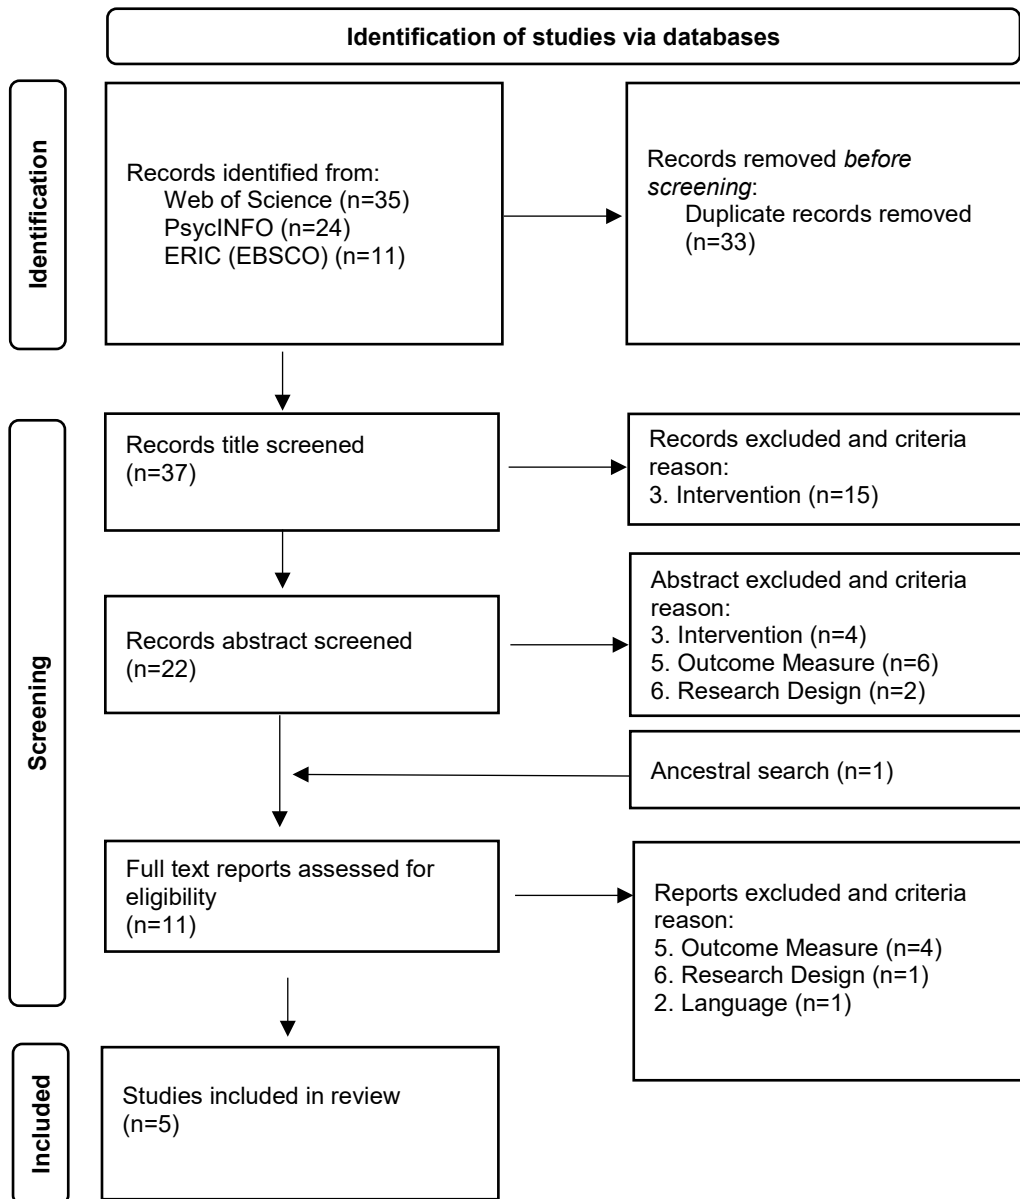 Identification of studies via databases
Identification
Records identified from:
Web of Science (n=35)
PsycINFO (n=24)
ERIC (EBSCO) (n=11)
Records removed before
screening:
Duplicate records removed
(n=33)
Screening
Records title screened
(n=37)
Records excluded and criteria
reason:
3. Intervention (n=15)
Records abstract screened
(n=22)
Abstract excluded and criteria
reason:
3. Intervention (n=4)
5. Outcome Measure (n=6)
6. Research Design (n=2)
Ancestral search (n=1)
Full text reports assessed for
eligibility
(n=11)
Reports excluded and criteria
reason:
5. Outcome Measure (n=4)
6. Research Design (n=1)
2. Language (n=1)
Included
Studies included in review
(n=5)